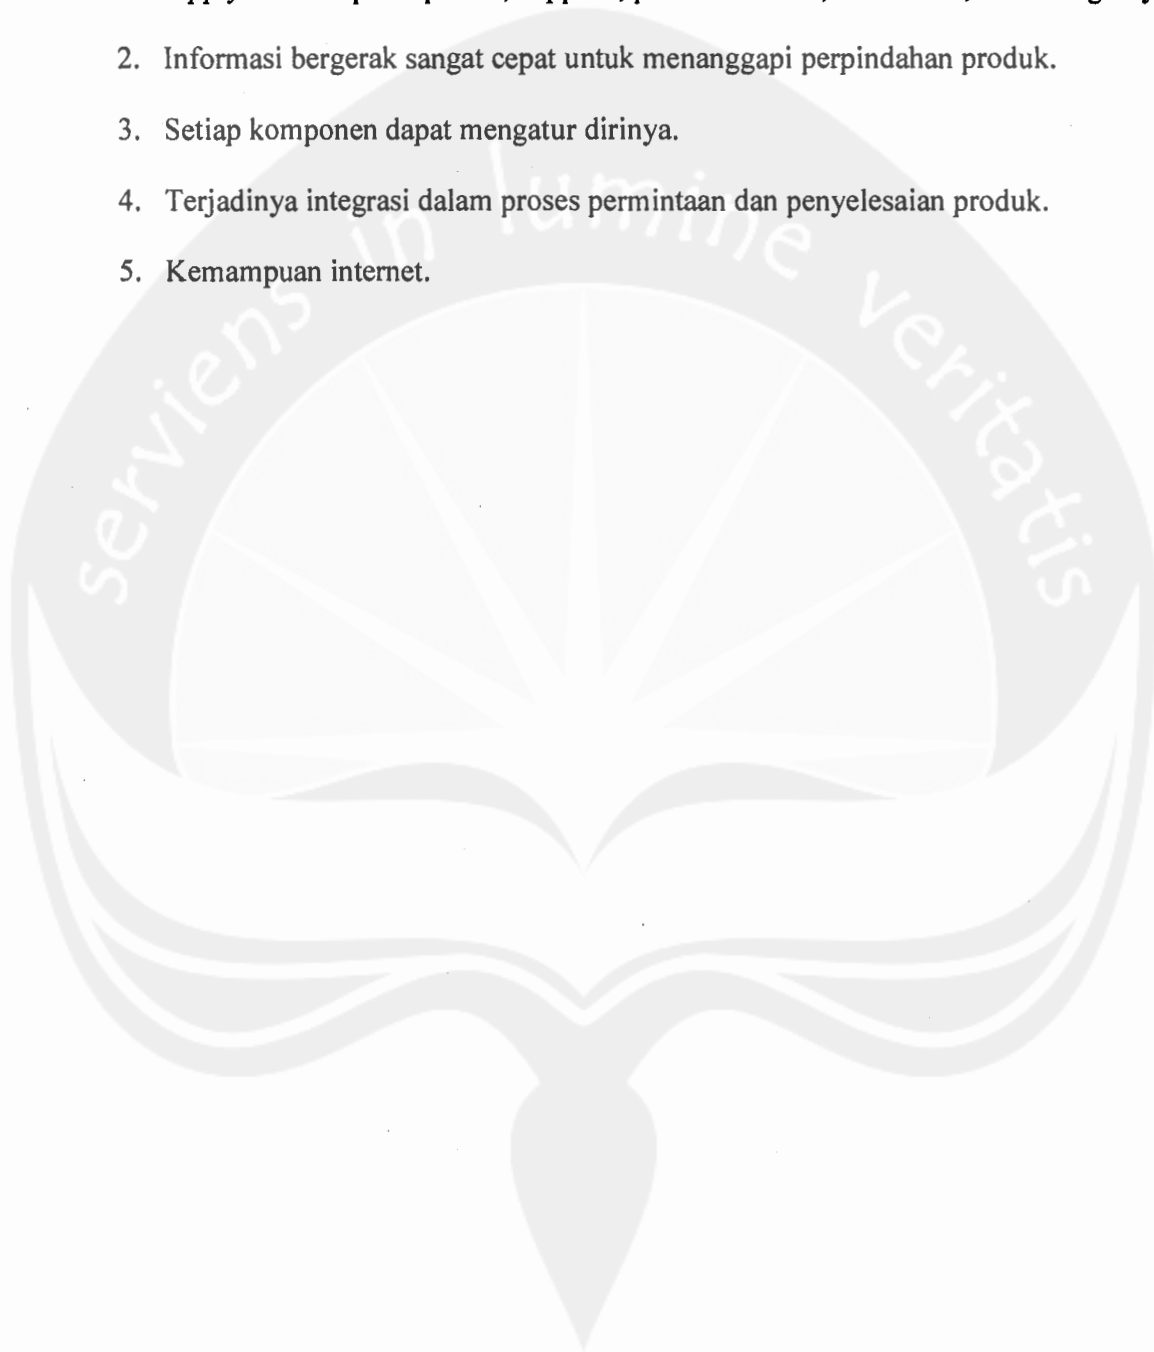 2. Informasi bergerak sangat cepat untuk menanggapi perpindahan produk.
3. Setiap komponen dapat mengatur dirinya.
4. Terjadinya integrasi dalam proses permintaan dan penyelesaian produk.
5. Kemampuan internet.
serviens in lumine veritatis